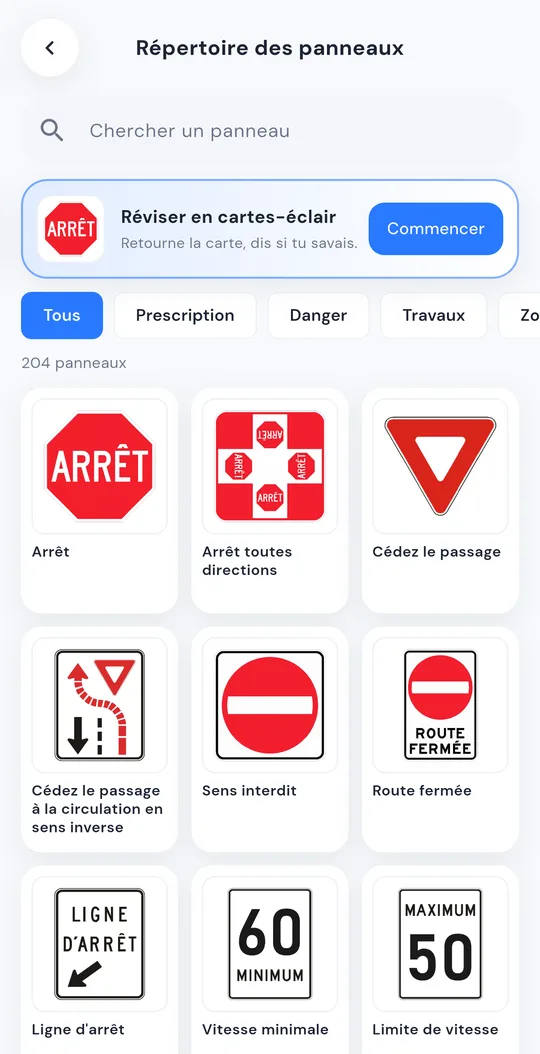 Répertoire des panneaux
Chercher un panneau
ARRÊT
Réviser en cartes-éclair
Retourne la carte, dis si tu savais.
Commencer
Tous
Prescription
Danger
Travaux
Zo
204 panneaux
ARRÊT
ARRÊT
ARRÊT
ARRÊT
ARRÊT
Arrêt
Arrêt toutes
directions
Cédez le passage
ROUTE
FERMÉE
Cédez le passage
à la circulation en
sens inverse
Sens interdit
Route fermée
LIGNE
D'ARRÊT
60
MINIMUM
MAXIMUM
50
Ligne d'arrêt
Vitesse minimale
Limite de vitesse